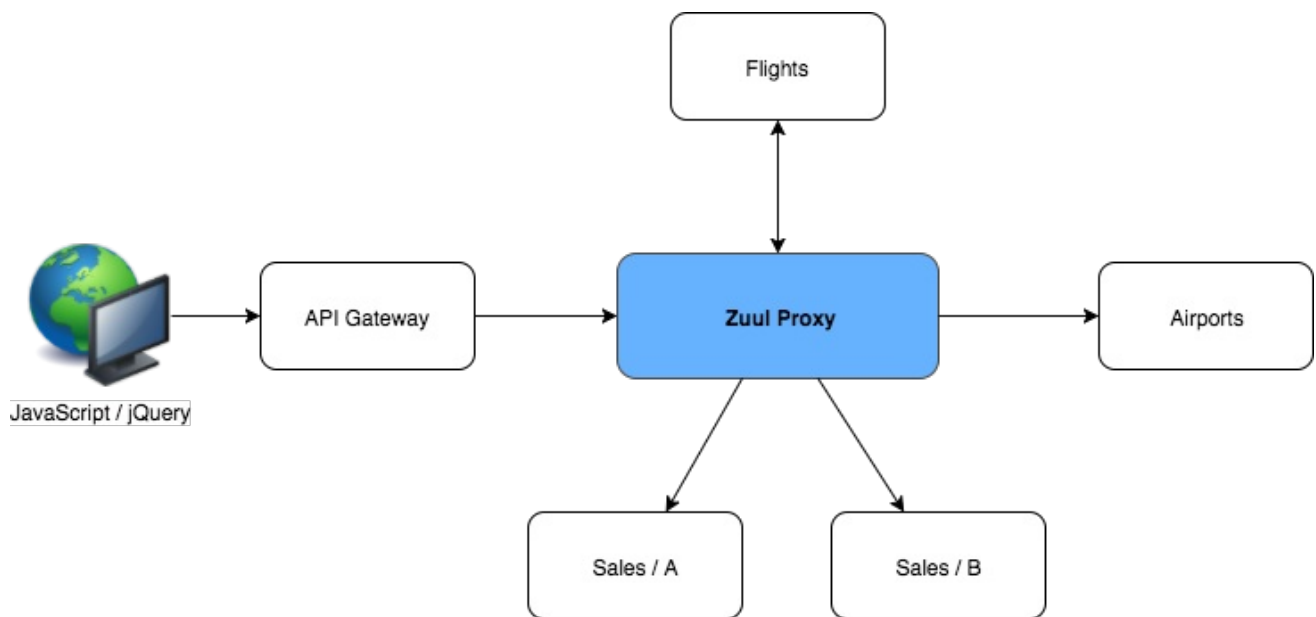 Flights
JavaScript / jQuery
API Gateway
Zuul Proxy
Airports
Sales / A
Sales / B